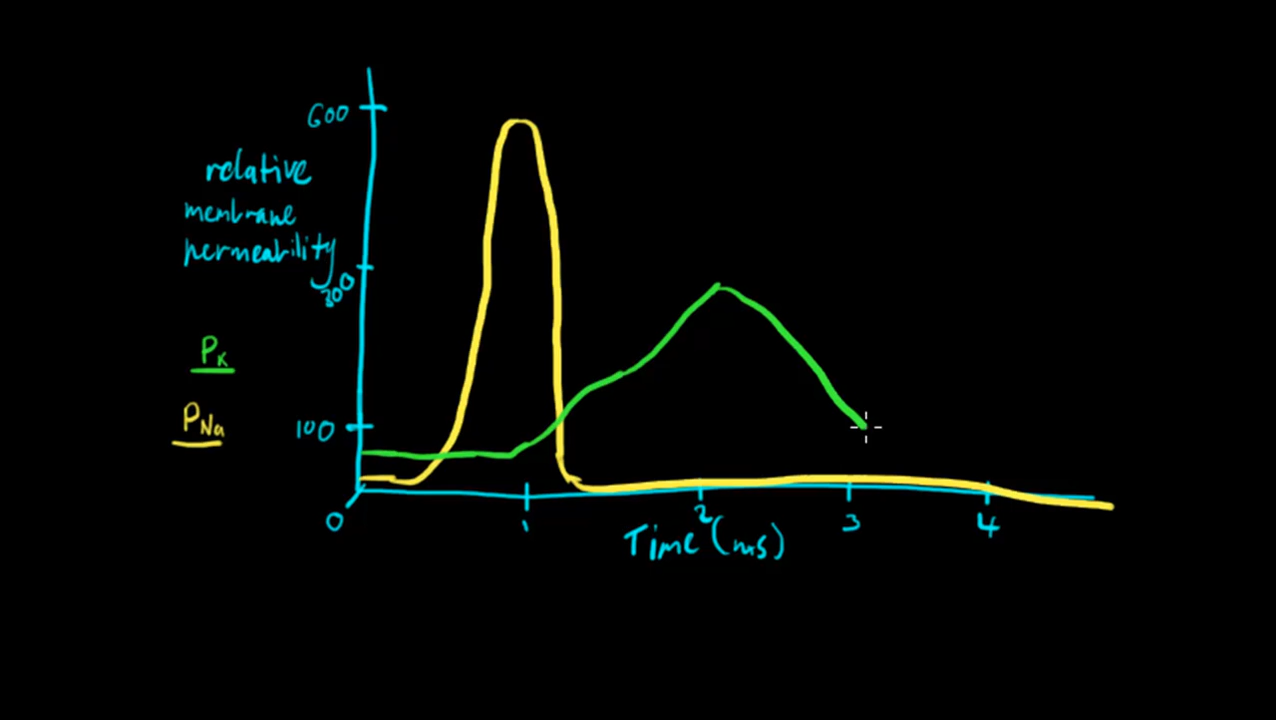 600
relative
membrane
permeability
300
PK
PNa
100
0
1
2
3
4
Time (ms)